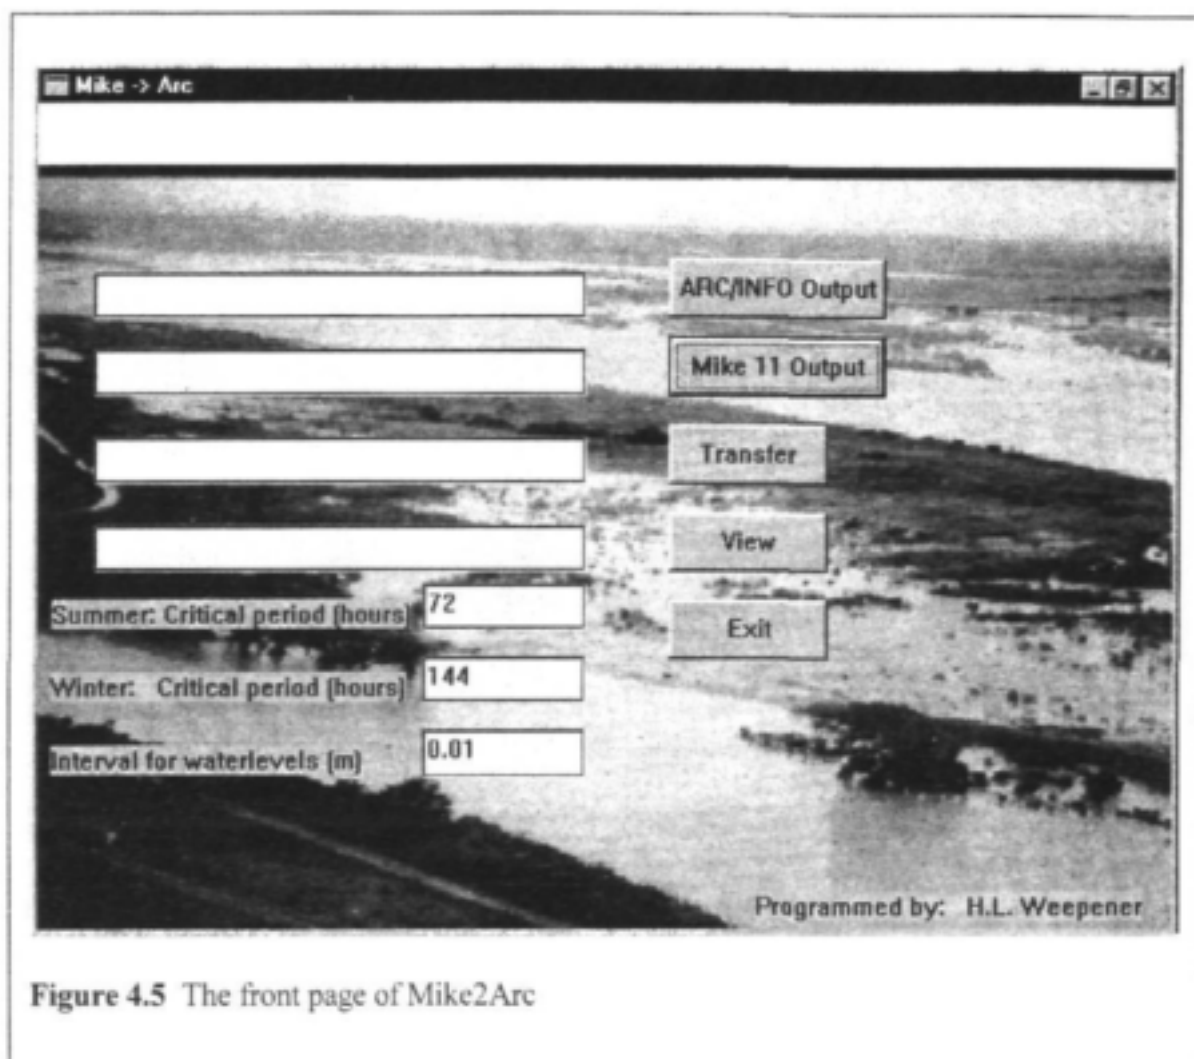 Mike -> Arc
ARC/INFO Output
Mike 11 Output
Transfer
View
Summer: Critical period (hours) 72
Exit
Winter: Critical period (hours) 144
Interval for waterlevels (m) 0.01
Programmed by: H.L. Weepener
Figure 4.5 The front page of Mike2Arc